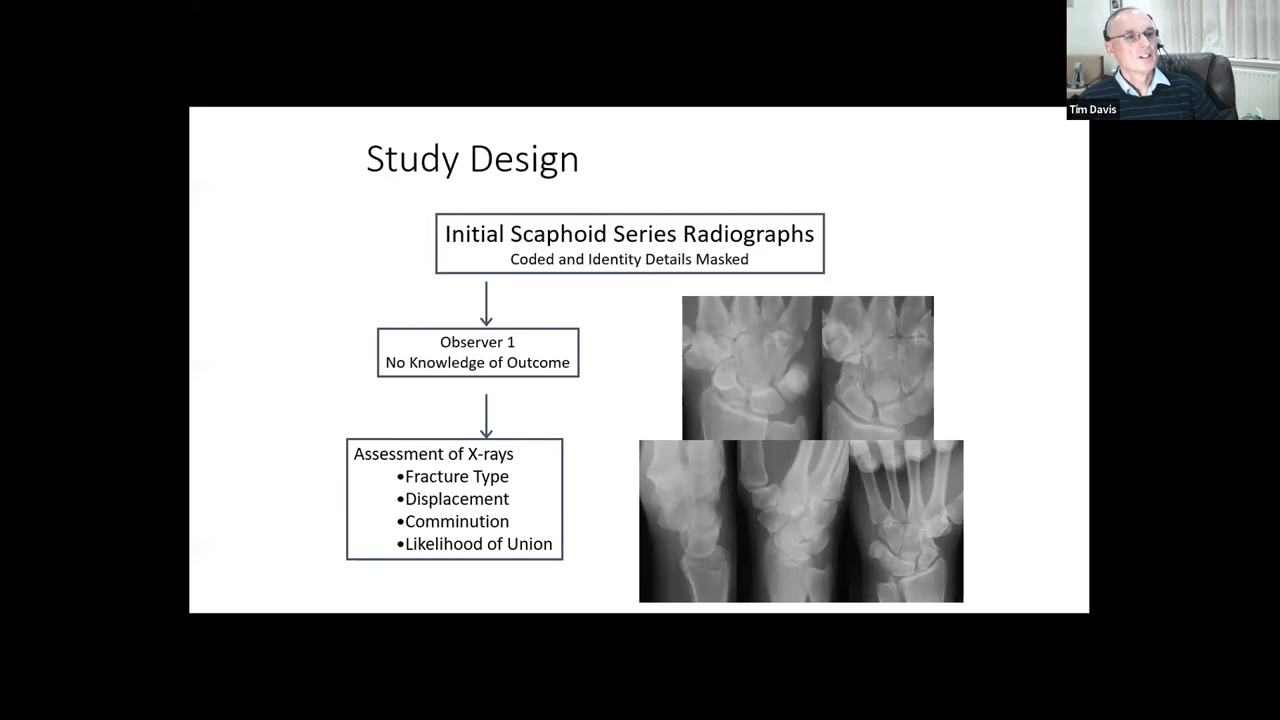 Tim Davis
Study Design
Initial Scaphoid Series Radiographs
Coded and Identity Details Masked
Observer 1
No Knowledge of Outcome
Assessment of X-rays
•Fracture Type
•Displacement
•Comminution
•Likelihood of Union